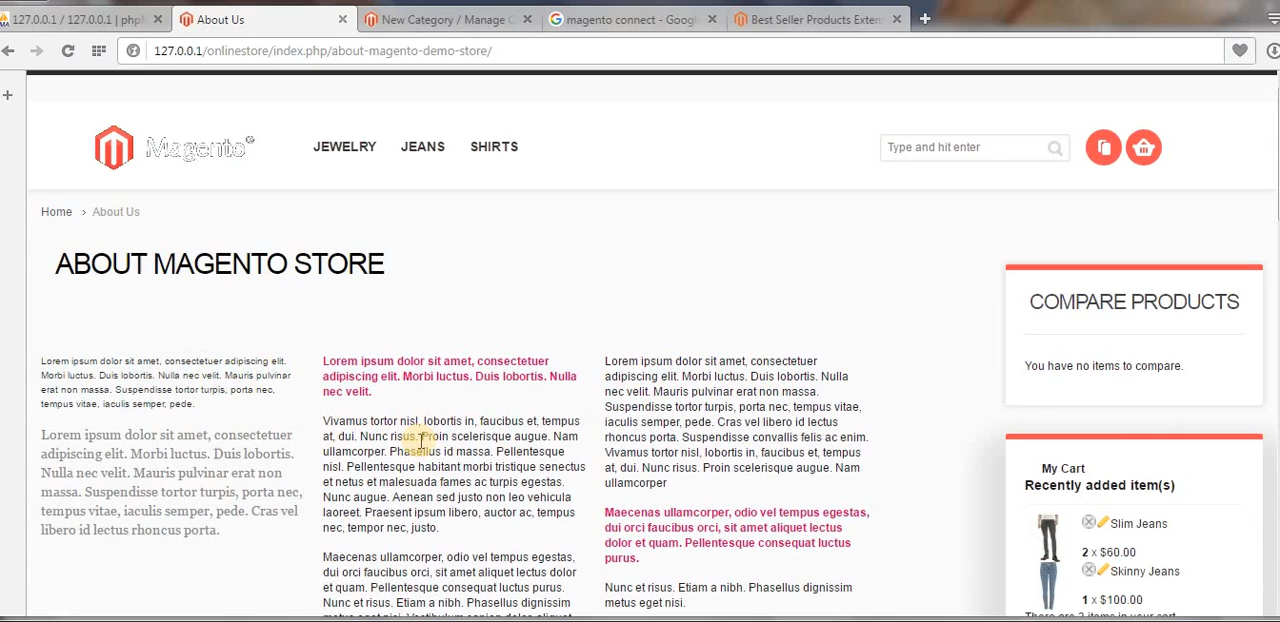 127.0.0.1 / 127.0.0.1 | php
About Us
New Category / Manage C
magento connect - Googl
Best Seller Products Exten
127.0.0.1/onlinestore/index.php/about-magento-demo-store/
Magento®
JEWELRY
JEANS
SHIRTS
Type and hit enter
Home › About Us
ABOUT MAGENTO STORE
Lorem ipsum dolor sit amet, consectetuer adipiscing elit.
Morbi luctus. Duis lobortis. Nulla nec velit. Mauris pulvinar
erat non massa. Suspendisse tortor turpis, porta nec,
tempus vitae, iaculis semper, pede.
Lorem ipsum dolor sit amet, consectetuer
adipiscing elit. Morbi luctus. Duis lobortis.
Nulla nec velit. Mauris pulvinar erat non
massa. Suspendisse tortor turpis, porta nec,
tempus vitae, iaculis semper, pede. Cras vel
libero id lectus rhoncus porta.
Lorem ipsum dolor sit amet, consectetuer
adipiscing elit. Morbi luctus. Duis lobortis. Nulla
nec velit.
Vivamus tortor nisl, lobortis in, faucibus et, tempus
at, dui. Nunc risus. Proin scelerisque augue. Nam
ullamcorper. Phasellus id massa. Pellentesque
nisl. Pellentesque habitant morbi tristique senectus
et netus et malesuada fames ac turpis egestas.
Nunc augue. Aenean sed justo non leo vehicula
laoreet. Praesent ipsum libero, auctor ac, tempus
nec, tempor nec, justo.
Maecenas ullamcorper, odio vel tempus egestas,
dui orci faucibus orci, sit amet aliquet lectus
dolor et quam. Pellentesque consequat luctus
purus. Nunc et risus. Etiam a nibh. Phasellus
dignissim metus eget nisi.
Lorem ipsum dolor sit amet, consectetuer
adipiscing elit. Morbi luctus. Duis lobortis. Nulla
nec velit. Mauris pulvinar erat non massa.
Suspendisse tortor turpis, porta nec, tempus vitae,
iaculis semper, pede. Cras vel libero id lectus
rhoncus porta. Suspendisse convallis felis ac enim.
Vivamus tortor nisl, lobortis in, faucibus et, tempus
at, dui. Nunc risus. Proin scelerisque augue. Nam
ullamcorper
Maecenas ullamcorper, odio vel tempus egestas,
dui orci faucibus orci, sit amet aliquet lectus
dolor et quam. Pellentesque consequat luctus
purus.
Nunc et risus. Etiam a nibh. Phasellus dignissim
metus eget nisi.
COMPARE PRODUCTS
You have no items to compare.
My Cart
Recently added item(s)
Slim Jeans
2 x $60.00
Skinny Jeans
1 x $100.00